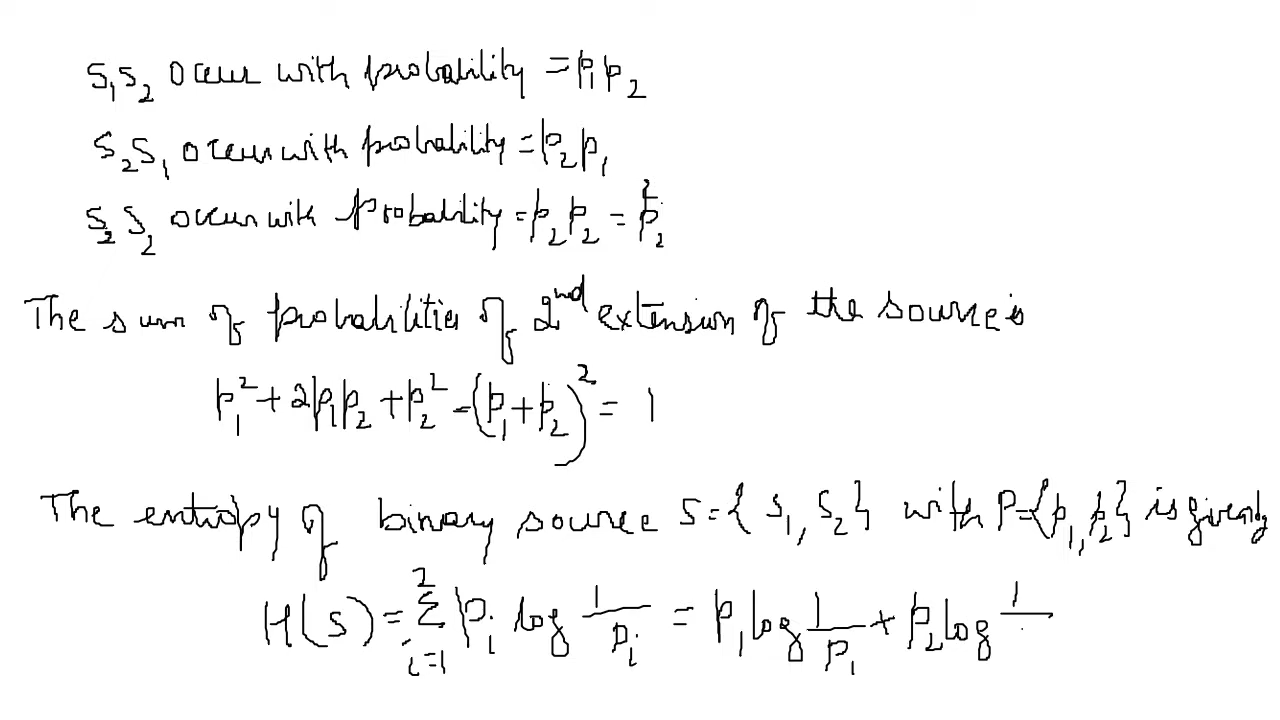 S₁S₂ occur with probability = p₁p₂
S₂S₁ occur with probability = p₂p₁
S₂S₂ occur with probability = p₂p₂ = p₂²
The sum of probabilities of 2nd extension of the source is
p₁² + 2p₁p₂ + p₂² = (p₁ + p₂)² = 1
The entropy of binary source S = {S₁, S₂} with P = {p₁, p₂} is given by
H(S) = Σ_{i=1}^{2} p_i log 1/p_i = p₁ log 1/p₁ + p₂ log 1/